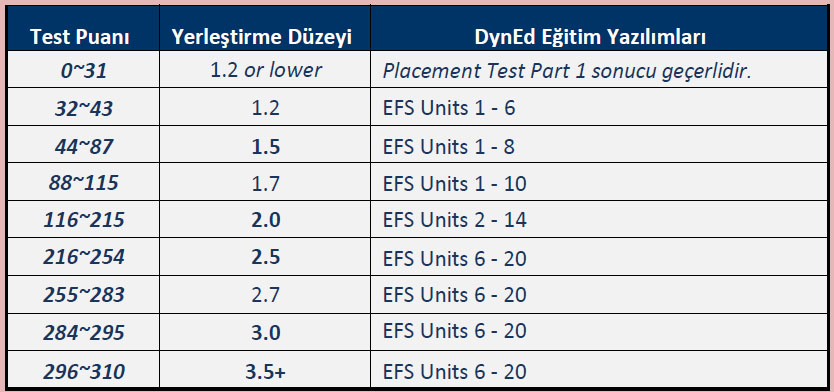 Test Puanı Yerleştirme Düzeyi DynEd Eğitim Yazılımları
0~31 1.2 or lower Placement Test Part 1 sonucu geçerlidir.
32~43 1.2 EFS Units 1 - 6
44~87 1.5 EFS Units 1 - 8
88~115 1.7 EFS Units 1 - 10
116~215 2.0 EFS Units 2 - 14
216~254 2.5 EFS Units 6 - 20
255~283 2.7 EFS Units 6 - 20
284~295 3.0 EFS Units 6 - 20
296~310 3.5+ EFS Units 6 - 20